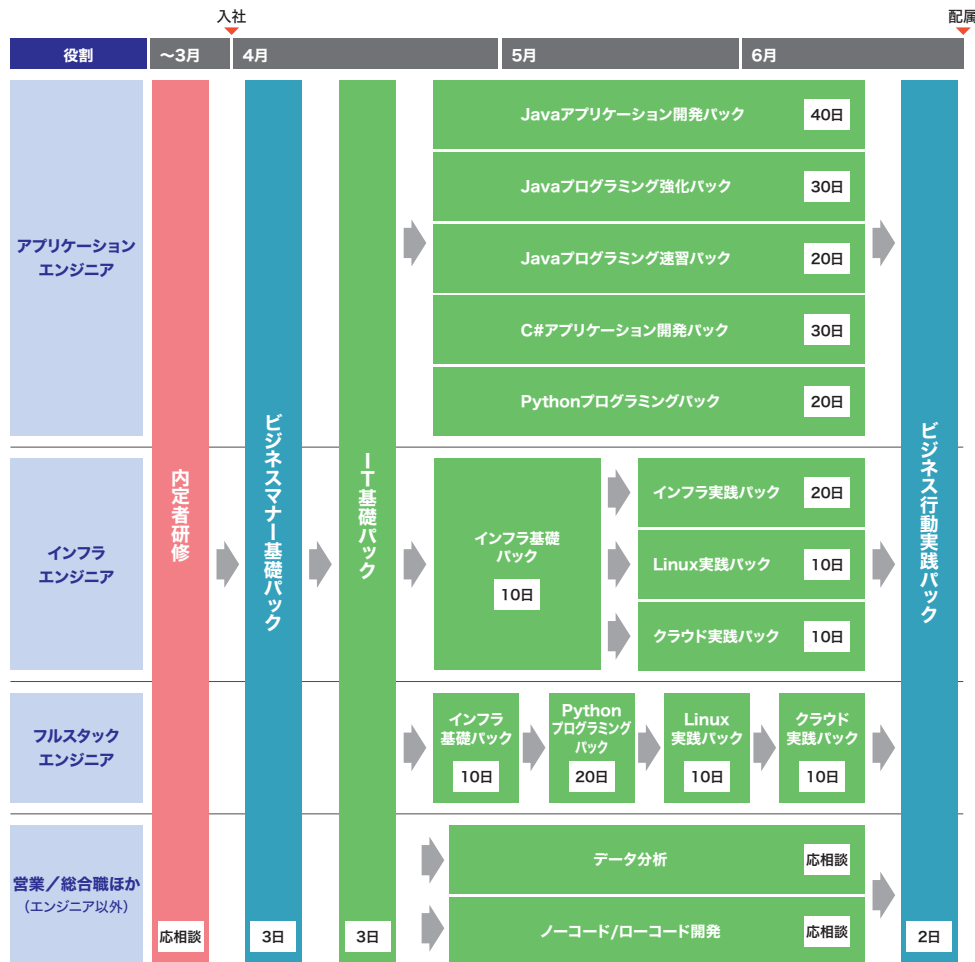 入社
配属
役割
～3月
4月
5月
6月
アプリケーション
エンジニア
Javaアプリケーション開発パック
40日
Javaプログラミング強化パック
30日
Javaプログラミング速習パック
20日
C#アプリケーション開発パック
30日
Pythonプログラミングパック
20日
内定者研修
応相談
ビジネスマナー基礎パック
3日
IT基礎パック
3日
ビジネス行動実践パック
2日
インフラ
エンジニア
インフラ基礎
パック
10日
インフラ実践パック
20日
Linux実践パック
10日
クラウド実践パック
10日
フルスタック
エンジニア
インフラ
基礎パック
10日
Python
プログラミング
パック
20日
Linux
実践パック
10日
クラウド
実践パック
10日
営業／総合職ほか
（エンジニア以外）
データ分析
応相談
ノーコード/ローコード開発
応相談